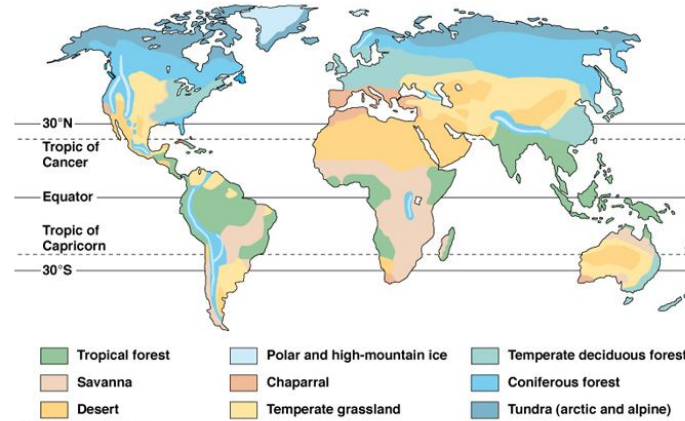 30°N
Tropic of
Cancer
Equator
Tropic of
Capricorn
30°S
Tropical forest
Savanna
Desert
Polar and high-mountain ice
Chaparral
Temperate grassland
Temperate deciduous forest
Coniferous forest
Tundra (arctic and alpine)